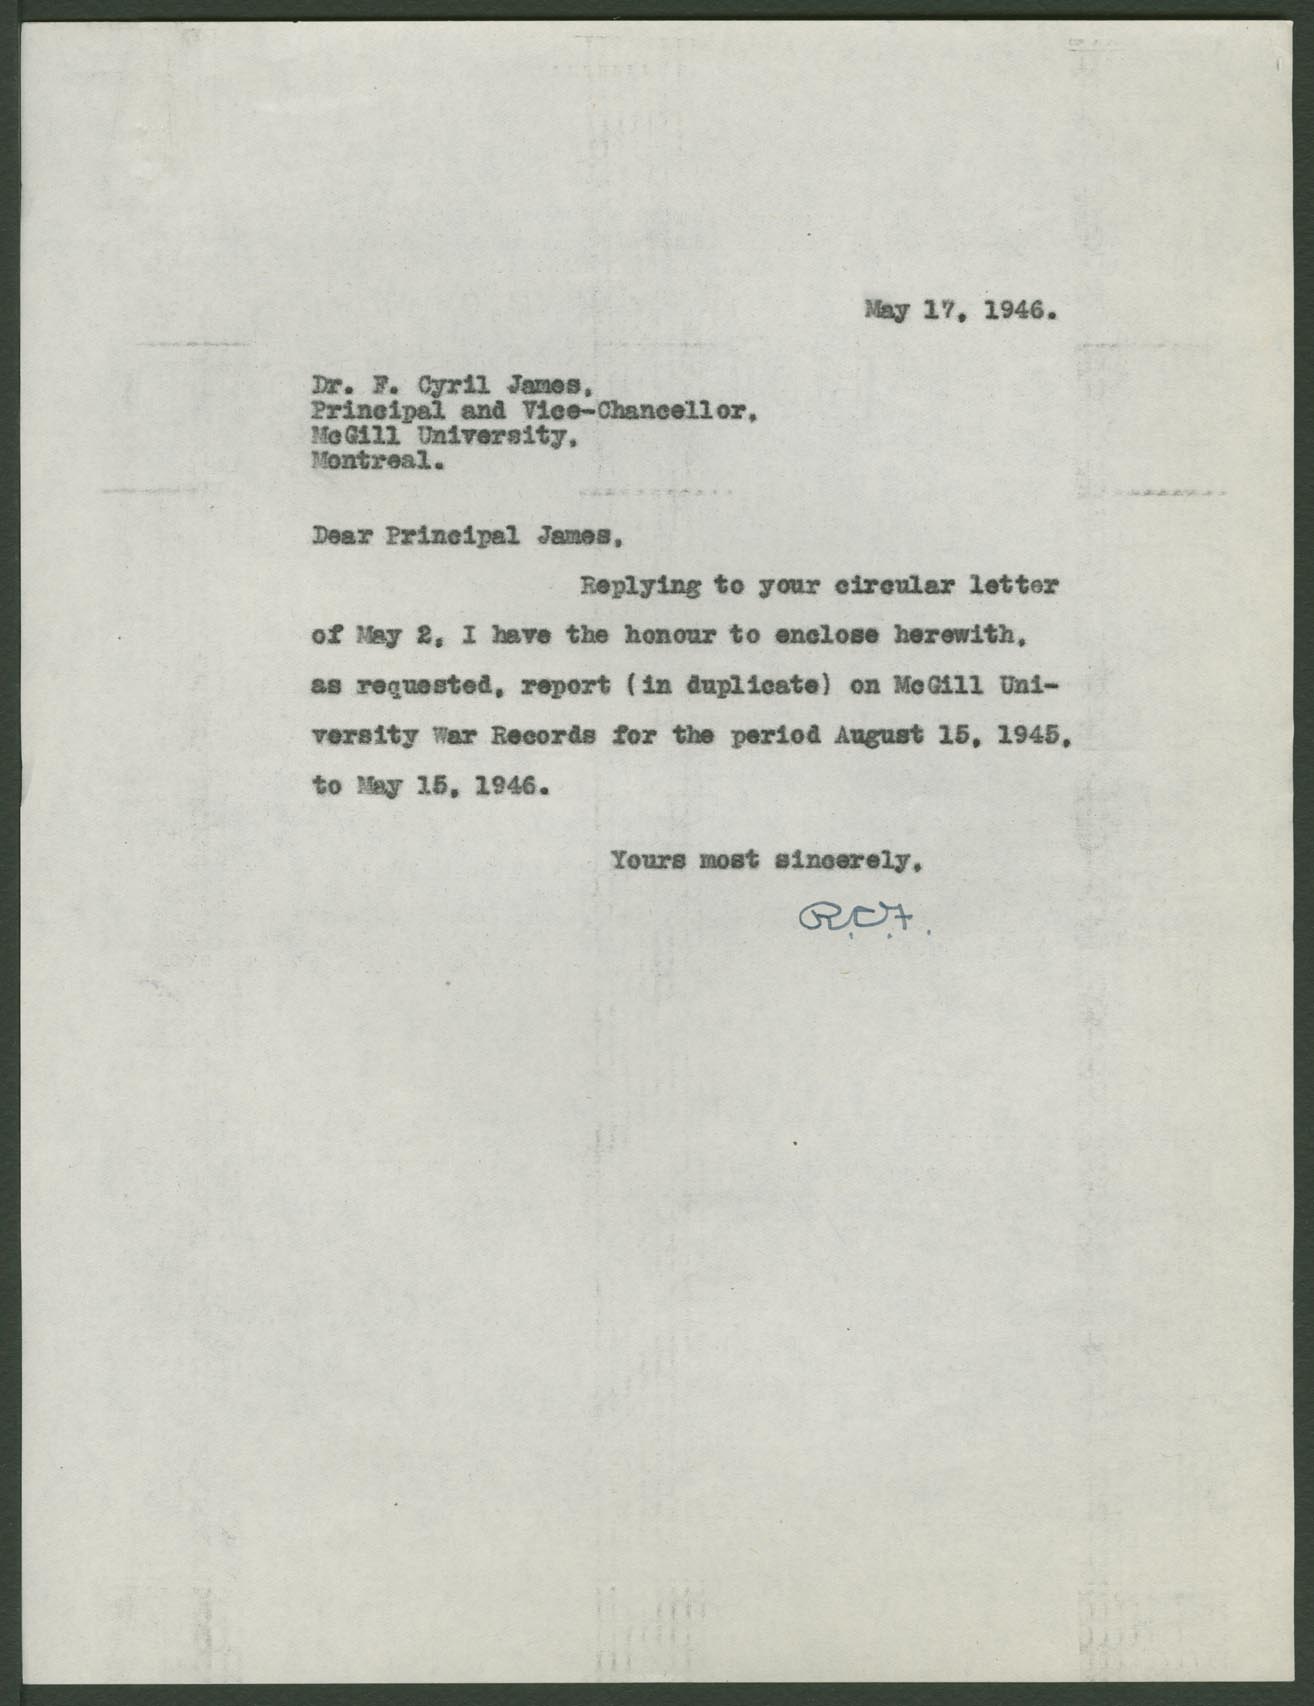 May 17, 1946.
Dr. F. Cyril James,
Principal and Vice-Chancellor,
McGill University,
Montreal.
Dear Principal James,
Replying to your circular letter
of May 2, I have the honour to enclose herewith,
as requested, report (in duplicate) on McGill Uni-
versity War Records for the period August 15, 1945,
to May 15, 1946.
Yours most sincerely,
R.C.F.